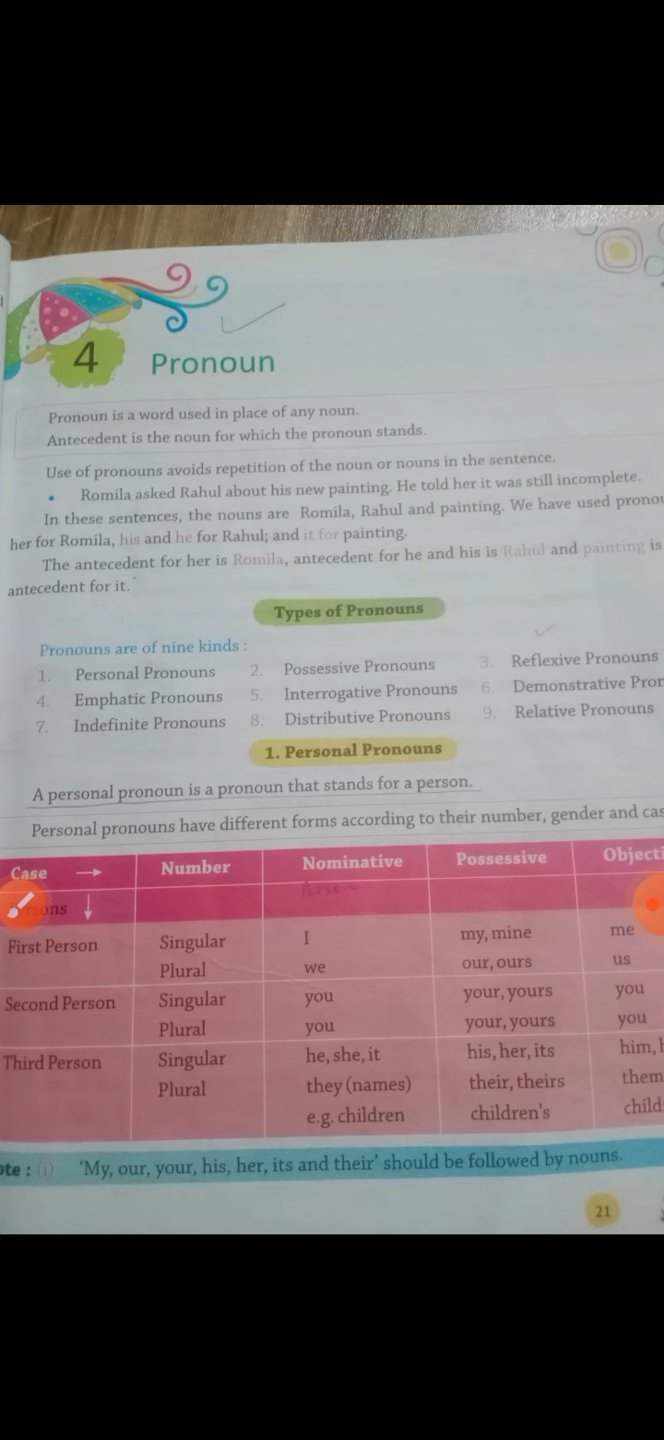 4 Pronoun
Pronoun is a word used in place of any noun.
Antecedent is the noun for which the pronoun stands.
Use of pronouns avoids repetition of the noun or nouns in the sentence.
• Romila asked Rahul about his new painting. He told her it was still incomplete.
In these sentences, the nouns are Romila, Rahul and painting. We have used pronou
her for Romila, his and he for Rahul; and it for painting.
The antecedent for her is Romila, antecedent for he and his is Rahul and painting is
antecedent for it.
Types of Pronouns
Pronouns are of nine kinds :
1. Personal Pronouns 2. Possessive Pronouns 3. Reflexive Pronouns
4. Emphatic Pronouns 5. Interrogative Pronouns 6. Demonstrative Pron
7. Indefinite Pronouns 8. Distributive Pronouns 9. Relative Pronouns
1. Personal Pronouns
A personal pronoun is a pronoun that stands for a person.
Personal pronouns have different forms according to their number, gender and cas
Case → Number Nominative Possessive Objecti
ons ↓
First Person Singular I my, mine me
Plural we our, ours us
Second Person Singular you your, yours you
Plural you your, yours you
Third Person Singular he, she, it his, her, its him, h
Plural they (names) their, theirs them
e.g. children children's child
ote : (i) 'My, our, your, his, her, its and their' should be followed by nouns.
21